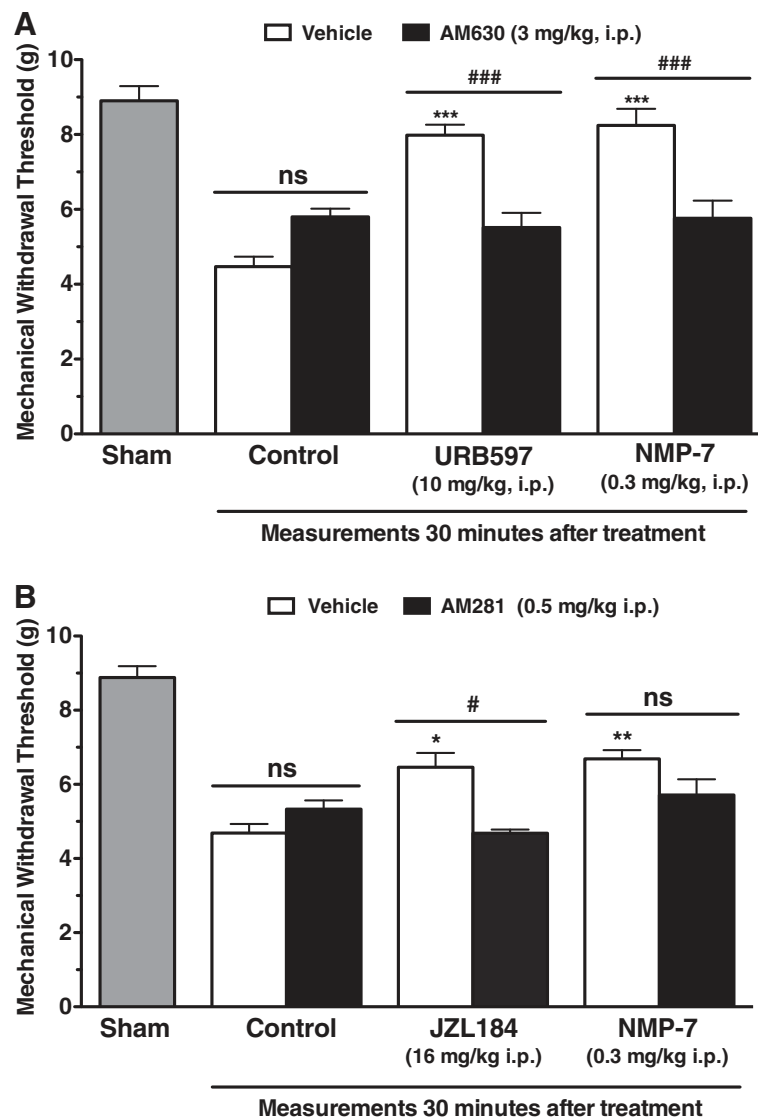 A
Vehicle AM630 (3 mg/kg, i.p.)
Mechanical Withdrawal Threshold (g)
10
8
6
4
2
0
ns
***
###
***
###
Sham Control URB597 NMP-7
(10 mg/kg, i.p.) (0.3 mg/kg, i.p.)
Measurements 30 minutes after treatment
B
Vehicle AM281 (0.5 mg/kg i.p.)
Mechanical Withdrawal Threshold (g)
10
8
6
4
2
0
ns
*
#
**
ns
Sham Control JZL184 NMP-7
(16 mg/kg i.p.) (0.3 mg/kg i.p.)
Measurements 30 minutes after treatment